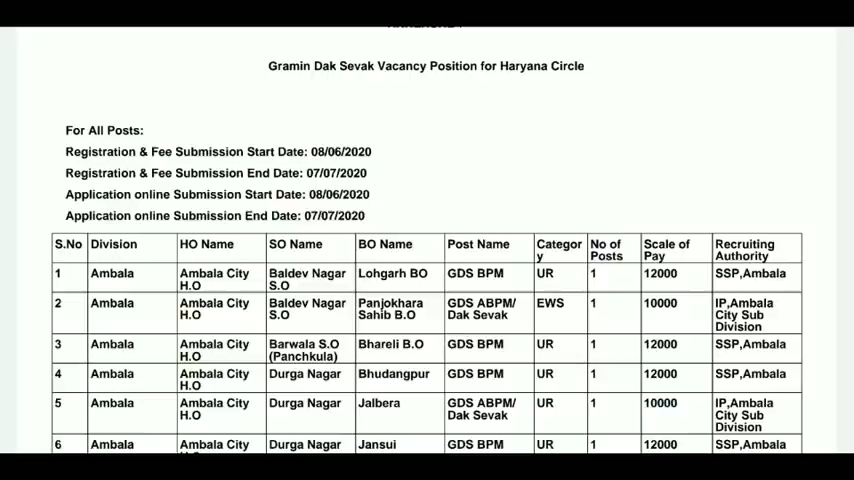 Gramin Dak Sevak Vacancy Position for Haryana Circle
For All Posts:
Registration & Fee Submission Start Date: 08/06/2020
Registration & Fee Submission End Date: 07/07/2020
Application online Submission Start Date: 08/06/2020
Application online Submission End Date: 07/07/2020
S.No Division HO Name SO Name BO Name Post Name Categor No of Scale of Recruiting
y Posts Pay Authority
1 Ambala Ambala City Baldev Nagar Lohgarh BO GDS BPM UR 1 12000 SSP,Ambala
H.O S.O
2 Ambala Ambala City Baldev Nagar Panjokhara GDS ABPM/ EWS 1 10000 IP,Ambala
H.O S.O Sahib B.O Dak Sevak City Sub
Division
3 Ambala Ambala City Barwala S.O Bhareli B.O GDS BPM UR 1 12000 SSP,Ambala
H.O (Panchkula)
4 Ambala Ambala City Durga Nagar Bhudangpur GDS BPM UR 1 12000 SSP,Ambala
H.O
5 Ambala Ambala City Durga Nagar Jalbera GDS ABPM/ UR 1 10000 IP,Ambala
H.O Dak Sevak City Sub
Division
6 Ambala Ambala City Durga Nagar Jansui GDS BPM UR 1 12000 SSP,Ambala